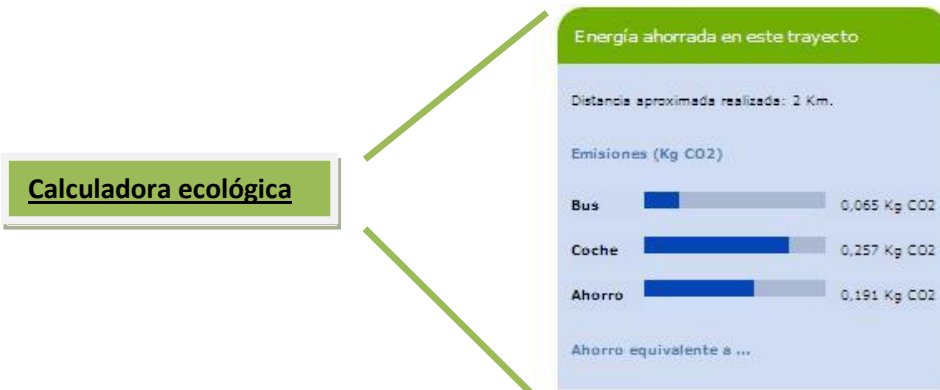 Calculadora ecológica
Energía ahorrada en este trayecto
Distancia aproximada realizada: 2 Km.
Emisiones (Kg CO2)
Bus 0,065 Kg CO2
Coche 0,257 Kg CO2
Ahorro 0,191 Kg CO2
Ahorro equivalente a ...